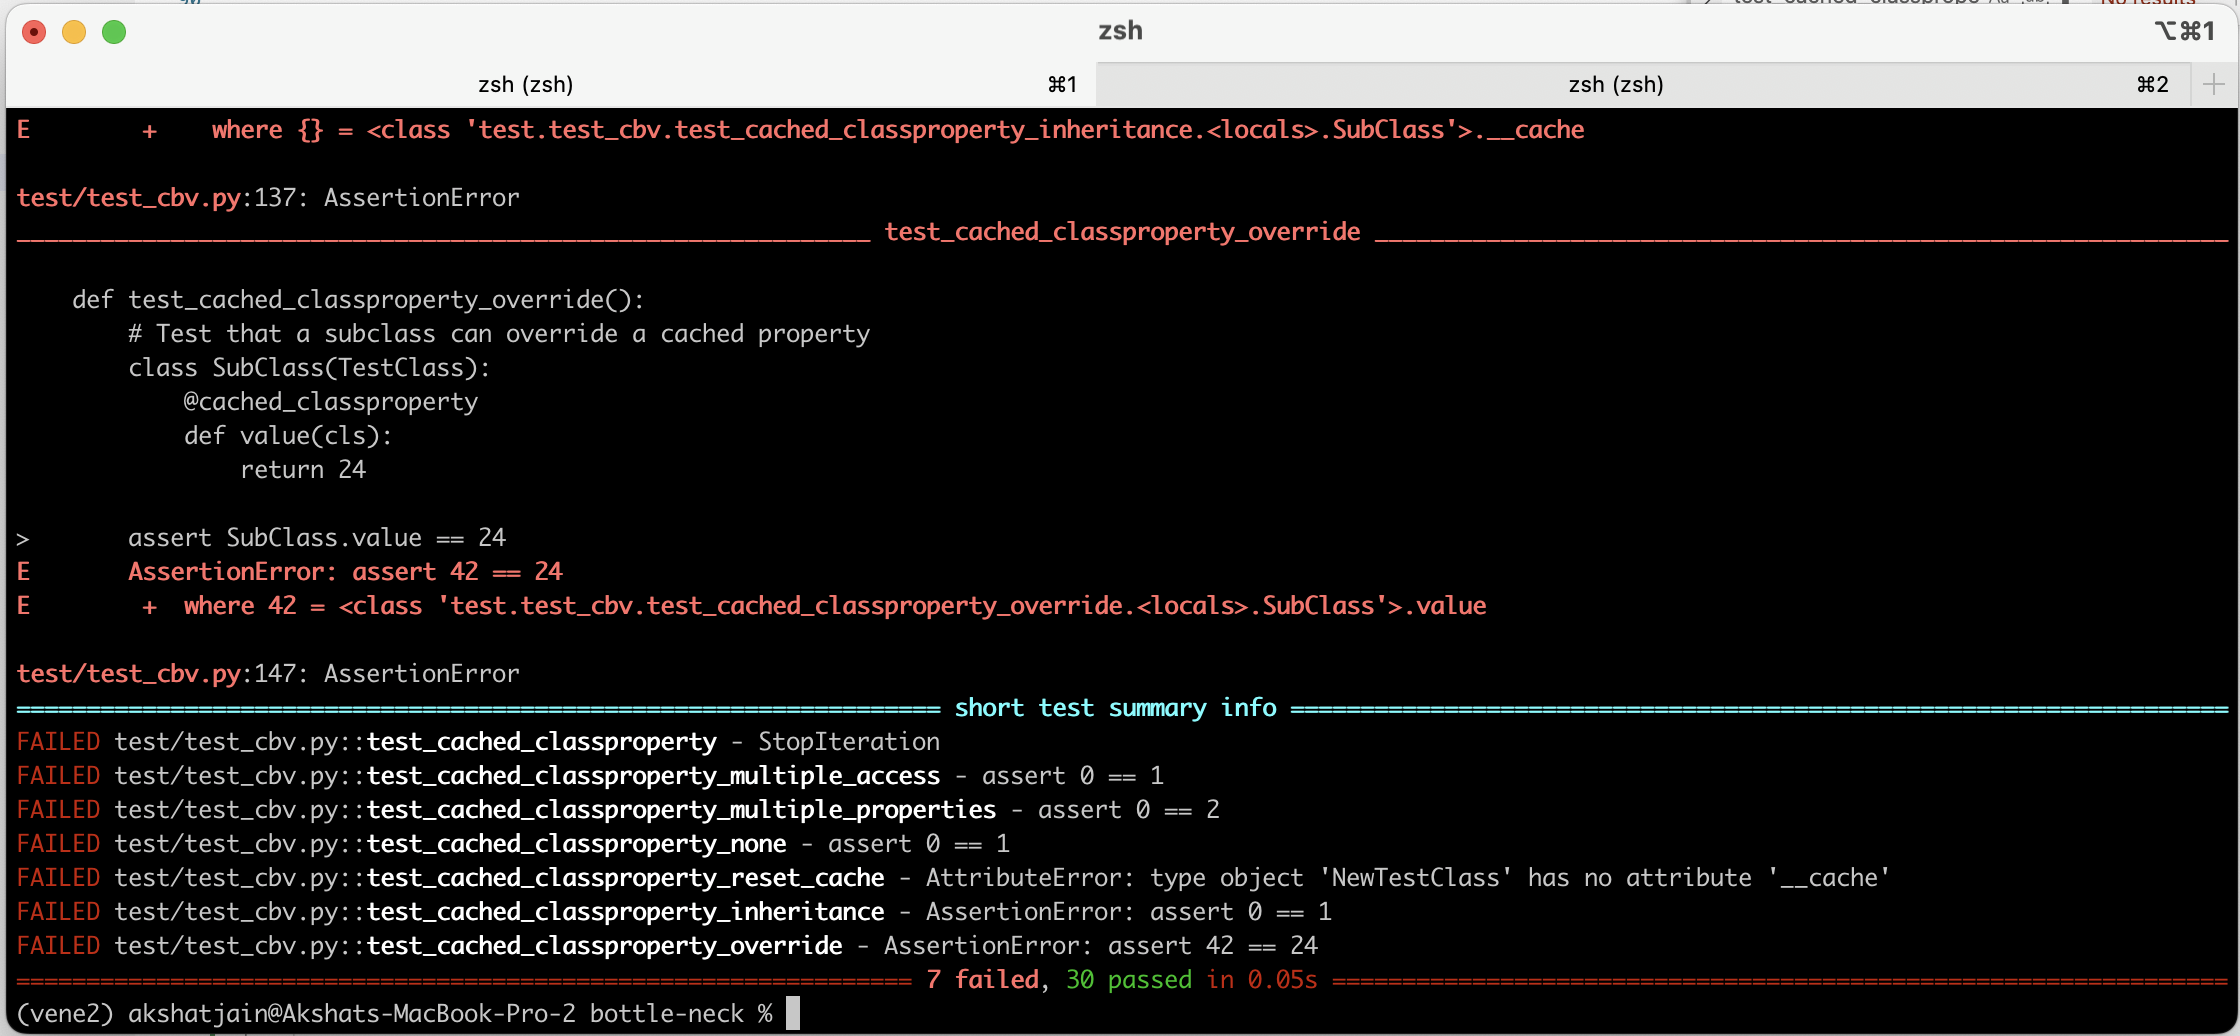 zsh
⌥⌘1
zsh (zsh) ⌘1 zsh (zsh) ⌘2
E        +    where {} = <class 'test.test_cbv.test_cached_classproperty_inheritance.<locals>.SubClass'>.__cache
test/test_cbv.py:137: AssertionError
test_cached_classproperty_override
    def test_cached_classproperty_override():
        # Test that a subclass can override a cached property
        class SubClass(TestClass):
            @cached_classproperty
            def value(cls):
                return 24
>       assert SubClass.value == 24
E       AssertionError: assert 42 == 24
E        +  where 42 = <class 'test.test_cbv.test_cached_classproperty_override.<locals>.SubClass'>.value
test/test_cbv.py:147: AssertionError
short test summary info
FAILED test/test_cbv.py::test_cached_classproperty - StopIteration
FAILED test/test_cbv.py::test_cached_classproperty_multiple_access - assert 0 == 1
FAILED test/test_cbv.py::test_cached_classproperty_multiple_properties - assert 0 == 2
FAILED test/test_cbv.py::test_cached_classproperty_none - assert 0 == 1
FAILED test/test_cbv.py::test_cached_classproperty_reset_cache - AttributeError: type object 'NewTestClass' has no attribute '__cache'
FAILED test/test_cbv.py::test_cached_classproperty_inheritance - AssertionError: assert 0 == 1
FAILED test/test_cbv.py::test_cached_classproperty_override - AssertionError: assert 42 == 24
7 failed, 30 passed in 0.05s
(vene2) akshatjain@Akshats-MacBook-Pro-2 bottle-neck %